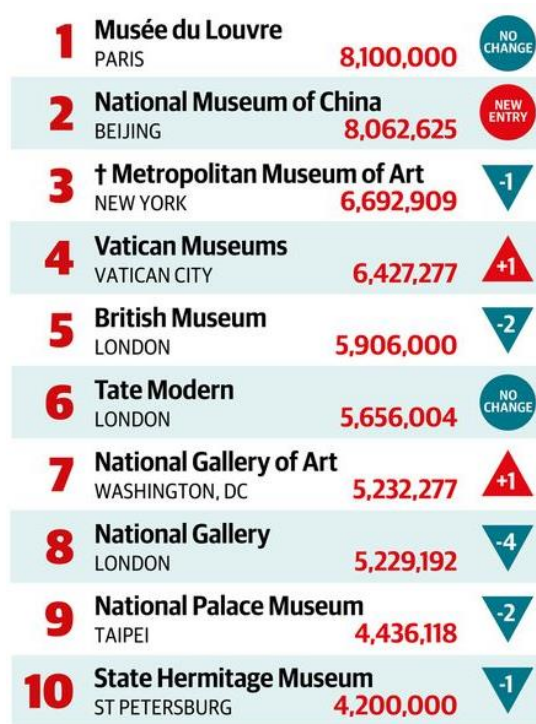 1 Musée du Louvre
PARIS 8,100,000 NO CHANGE
2 National Museum of China
BEIJING 8,062,625 NEW ENTRY
3 † Metropolitan Museum of Art
NEW YORK 6,692,909 -1
4 Vatican Museums
VATICAN CITY 6,427,277 +1
5 British Museum
LONDON 5,906,000 -2
6 Tate Modern
LONDON 5,656,004 NO CHANGE
7 National Gallery of Art
WASHINGTON, DC 5,232,277 +1
8 National Gallery
LONDON 5,229,192 -4
9 National Palace Museum
TAIPEI 4,436,118 -2
10 State Hermitage Museum
ST PETERSBURG 4,200,000 -1